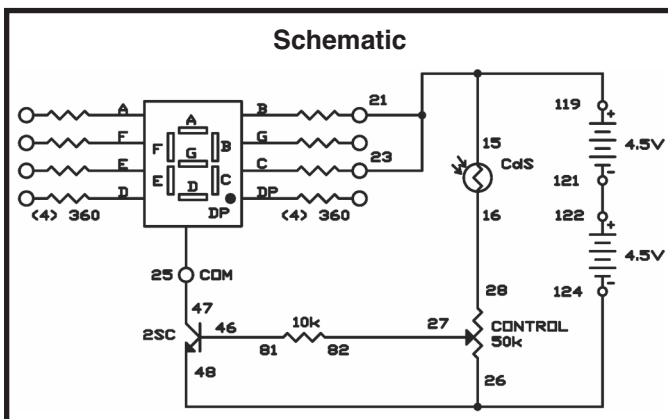 Schematic
A B 21
F G
E C 23
D DP
(4) 360 (4) 360
A
F B
G
E C
D
DP
119 +
4.5V
15
CdS
121 -
16
122 +
4.5V
25 COM
124 -
28
47
2SC 46 10k 27 CONTROL
50k
81 82
48 26